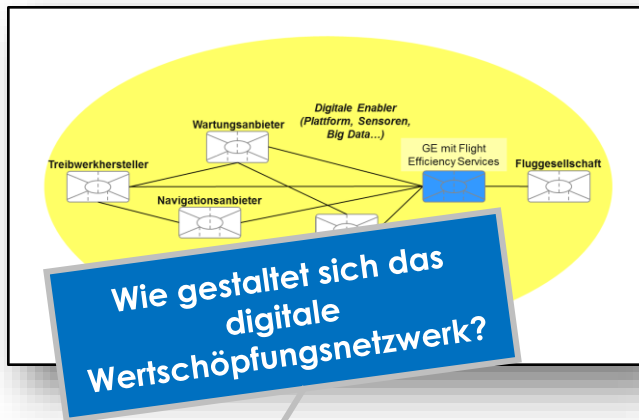 Digitale Enabler
(Plattform, Sensoren,
Big Data…)
Wartungsanbieter
GE mit Flight
Efficiency Services
Treibwerkhersteller
Fluggesellschaft
Navigationsanbieter
Wie gestaltet sich das
digitale
Wertschöpfungsnetzwerk?